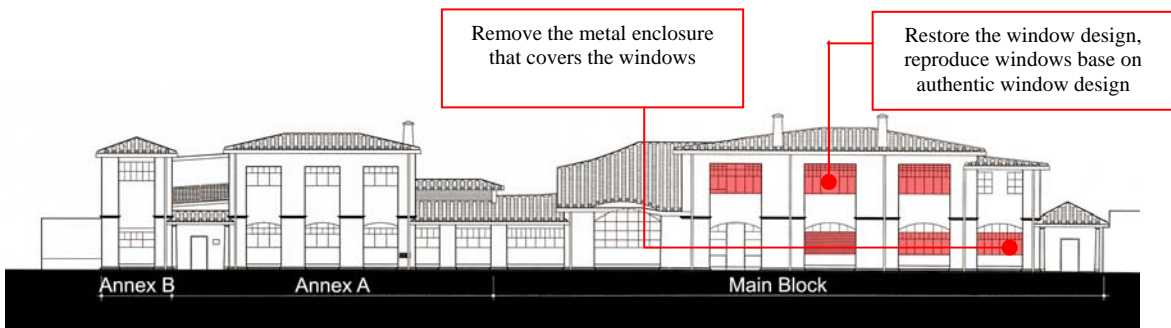 Remove the metal enclosure
that covers the windows
Restore the window design,
reproduce windows base on
authentic window design
Annex B
Annex A
Main Block